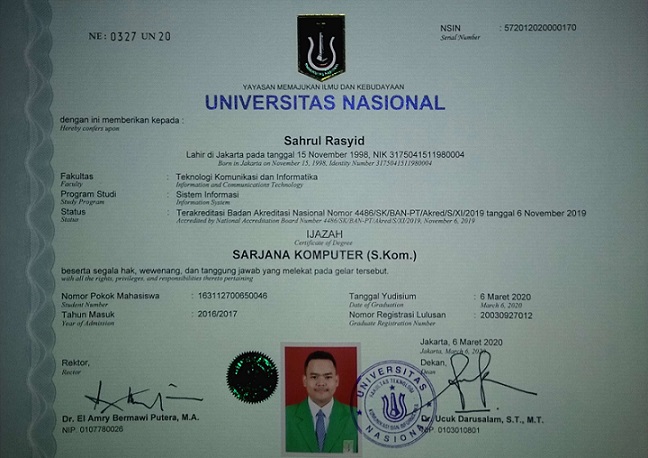 NE: 0327 UN 20
NSIN : 572012020000170
Serial Number
YAYASAN MEMAJUKAN ILMU DAN KEBUDAYAAN
UNIVERSITAS NASIONAL
dengan ini memberikan kepada :
Hereby confers upon
Sahrul Rasyid
Lahir di Jakarta pada tanggal 15 November 1998, NIK 3175041511980004
Born in Jakarta on November 15, 1998, Identity Number 3175041511980004
Fakultas : Teknologi Komunikasi dan Informatika
Faculty Information and Communications Technology
Program Studi : Sistem Informasi
Study Program Information System
Status : Terakreditasi Badan Akreditasi Nasional Nomor 4486/SK/BAN-PT/Akred/S/XI/2019 tanggal 6 November 2019
Status Accredited by National Accreditation Board Number 4486/SK/BAN-PT/Akred/S/XI/2019, November 6, 2019
IJAZAH
Certificate of Degree
SARJANA KOMPUTER (S.Kom.)
beserta segala hak, wewenang, dan tanggung jawab yang melekat pada gelar tersebut.
with all the rights, privileges, and responsibilities thereto pertaining
Nomor Pokok Mahasiswa : 163112700650046
Student Number
Tanggal Yudisium : 6 Maret 2020
Date of Graduation March 6, 2020
Tahun Masuk : 2016/2017
Year of Admission
Nomor Registrasi Lulusan : 20030927012
Graduate Registration Number
Jakarta, 6 Maret 2020
Jakarta, March 6, 2020
Rektor,
Rector
Dekan,
Dean
UNIVERSITAS
FAKULTAS TEKNOLOGI
KOMUNIKASI DAN INFORMATIKA
NASIONAL
Dr. El Amry Bermawi Putera, M.A.
NIP. 0107780026
Dr. Ucuk Darusalam, S.T., M.T.
NIP. 0103010801